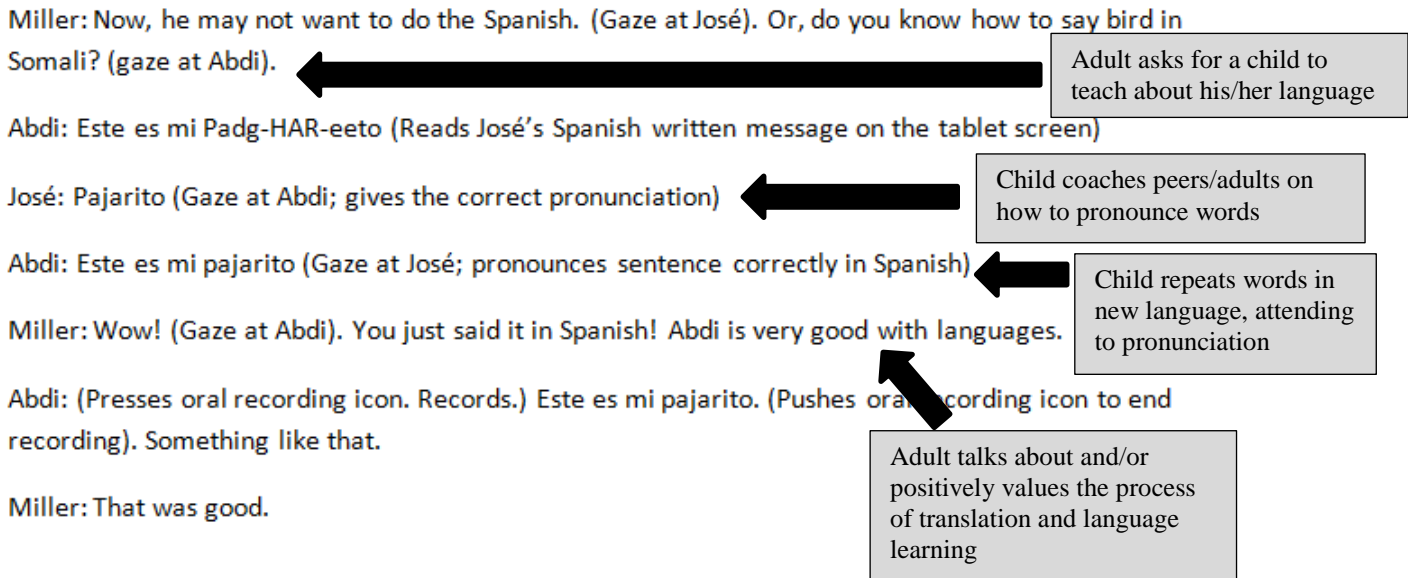 Miller: Now, he may not want to do the Spanish. (Gaze at José). Or, do you know how to say bird in
Somali? (gaze at Abdi).
Adult asks for a child to
teach about his/her language
Abdi: Este es mi Padg-HAR-eeto (Reads José's Spanish written message on the tablet screen)
José: Pajarito (Gaze at Abdi; gives the correct pronunciation)
Child coaches peers/adults on
how to pronounce words
Abdi: Este es mi pajarito (Gaze at José; pronounces sentence correctly in Spanish)
Child repeats words in
new language, attending
to pronunciation
Miller: Wow! (Gaze at Abdi). You just said it in Spanish! Abdi is very good with languages.
Abdi: (Presses oral recording icon. Records.) Este es mi pajarito. (Pushes oral recording icon to end
recording). Something like that.
Adult talks about and/or
positively values the process
of translation and language
learning
Miller: That was good.